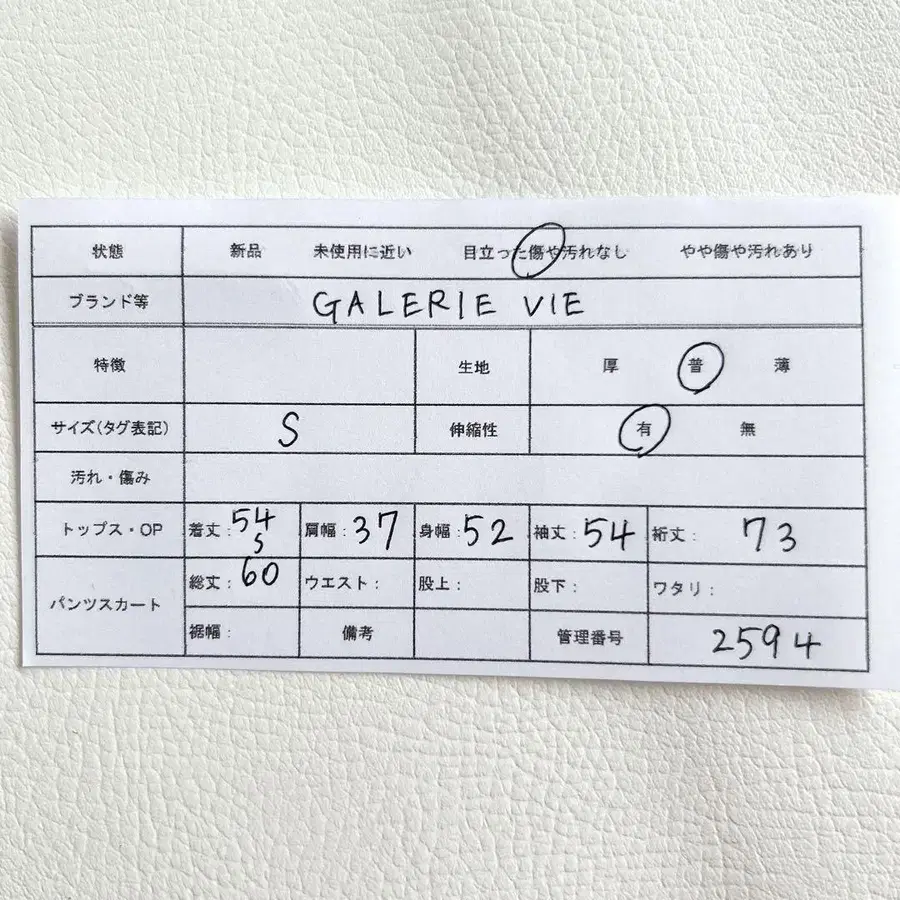 状態 新品 未使用に近い 目立った傷や汚れなし やや傷や汚れあり
ブランド等 GALERIE VIE
特徴 生地 厚 普 薄
サイズ(タグ表記) S 伸縮性 有 無
汚れ・傷み
トップス・OP 着丈:54 肩幅:37 身幅:52 袖丈:54 裄丈: 73
S
パンツスカート 総丈:60 ウエスト: 股上: 股下: ワタリ:
裾幅: 備考 管理番号 2594